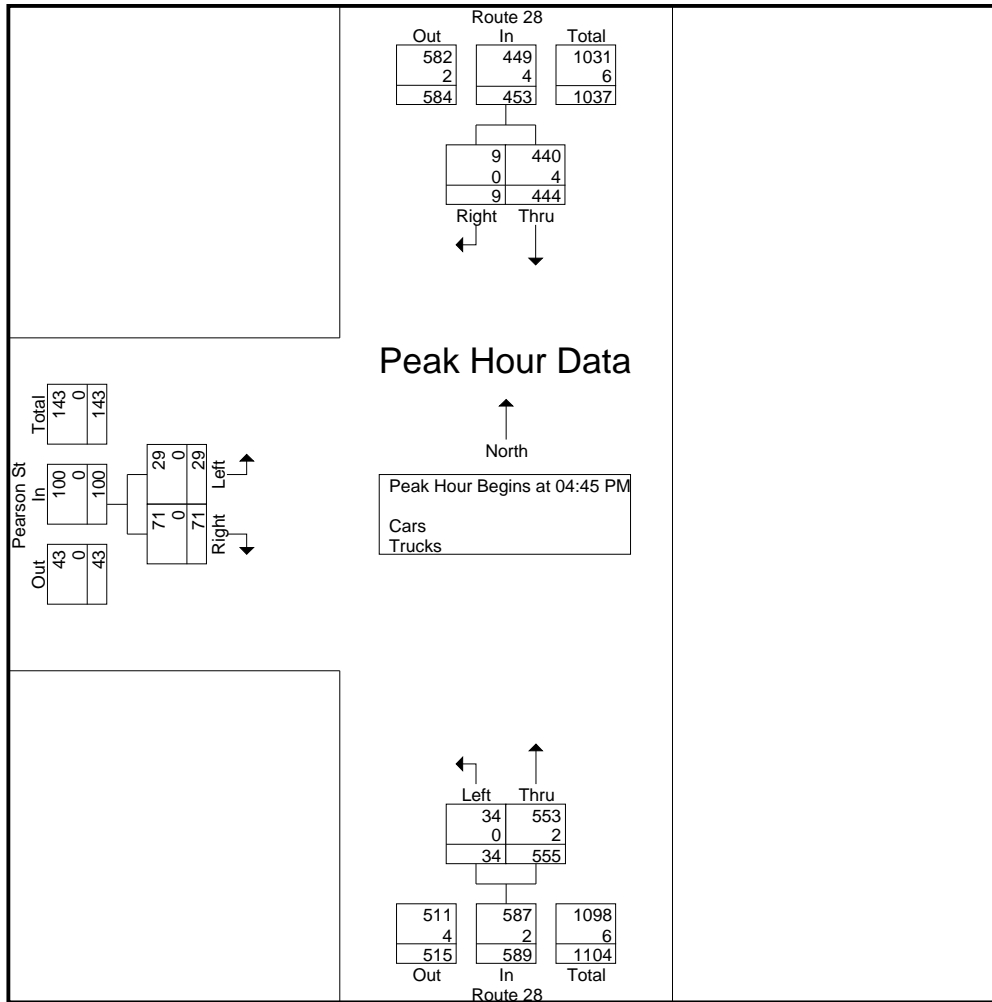 Route 28
Out In Total
582 449 1031
2 4 6
584 453 1037
9 440
0 4
9 444
Right Thru
Peak Hour Data
North
Peak Hour Begins at 04:45 PM
Cars
Trucks
Pearson St
Out In Total
43 100 143
0 0 0
43 100 143
71 29
0 0
71 29
Right Left
Left Thru
34 553
0 2
34 555
511 587 1098
4 2 6
515 589 1104
Out In Total
Route 28